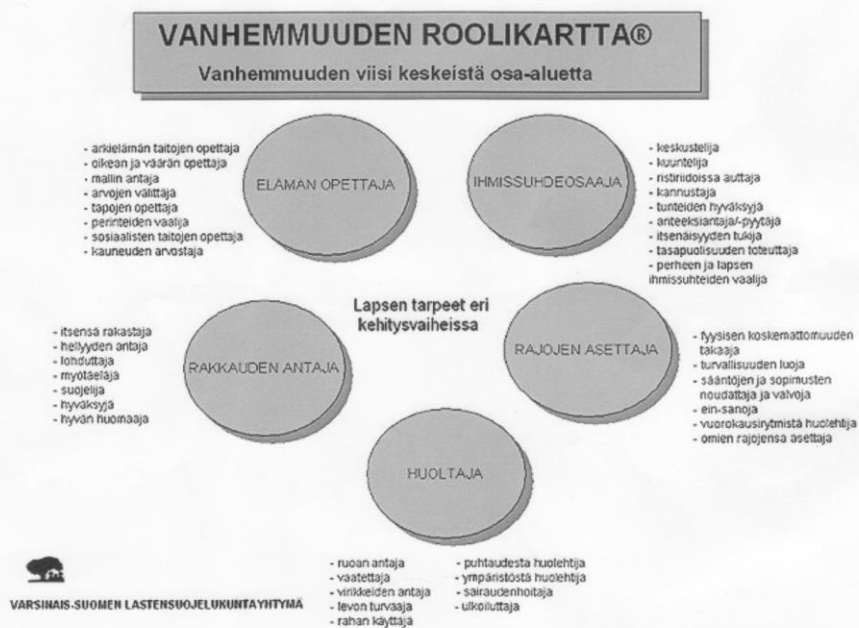 VANHEMMUUDEN ROOLIKARTTA®
Vanhemmuuden viisi keskeistä osa-aluetta
- arkielämän taitojen opettaja
- oikean ja väärän opettaja
- mallin antaja
- arvojen välittäjä
- tapojen opettaja
- perinteiden vaalija
- sosiaalisten taitojen opettaja
- kauneuden arvostaja
ELÄMÄN OPETTAJA
IHMISSUHDEOSAAJA
- keskustelija
- kuuntelija
- ristiriidoissa auttaja
- kannustaja
- tunteiden hyväksyjä
- anteeksiantaja/-pyytäjä
- itsenäisyyden tukija
- tasapuolisuuden toteuttaja
- perheen ja lapsen
ihmissuhteiden vaalija
Lapsen tarpeet eri
kehitysvaiheissa
- itsensä rakastaja
- hellyyden antaja
- lohduttaja
- myötäeläjä
- suojelija
- hyväksyjä
- hyvän huomaaja
RAKKAUDEN ANTAJA
RAJOJEN ASETTAJA
- fyysisen koskemattomuuden
takaaja
- turvallisuuden luoja
- sääntöjen ja sopimusten
noudattaja ja valvoja
- ein-sanoja
- vuorokausirytmistä huolehtija
- omien rajojensa asettaja
HUOLTAJA
- ruoan antaja
- vaatettaja
- virikkeiden antaja
- levon turvaaja
- rahan käyttäjä
- puhtaudesta huolehtija
- ympäristöstä huolehtija
- sairaudenhoitaja
- ulkoiluttaja
VARSINAIS-SUOMEN LASTENSUOJELUKUNTAYHTYMÄ